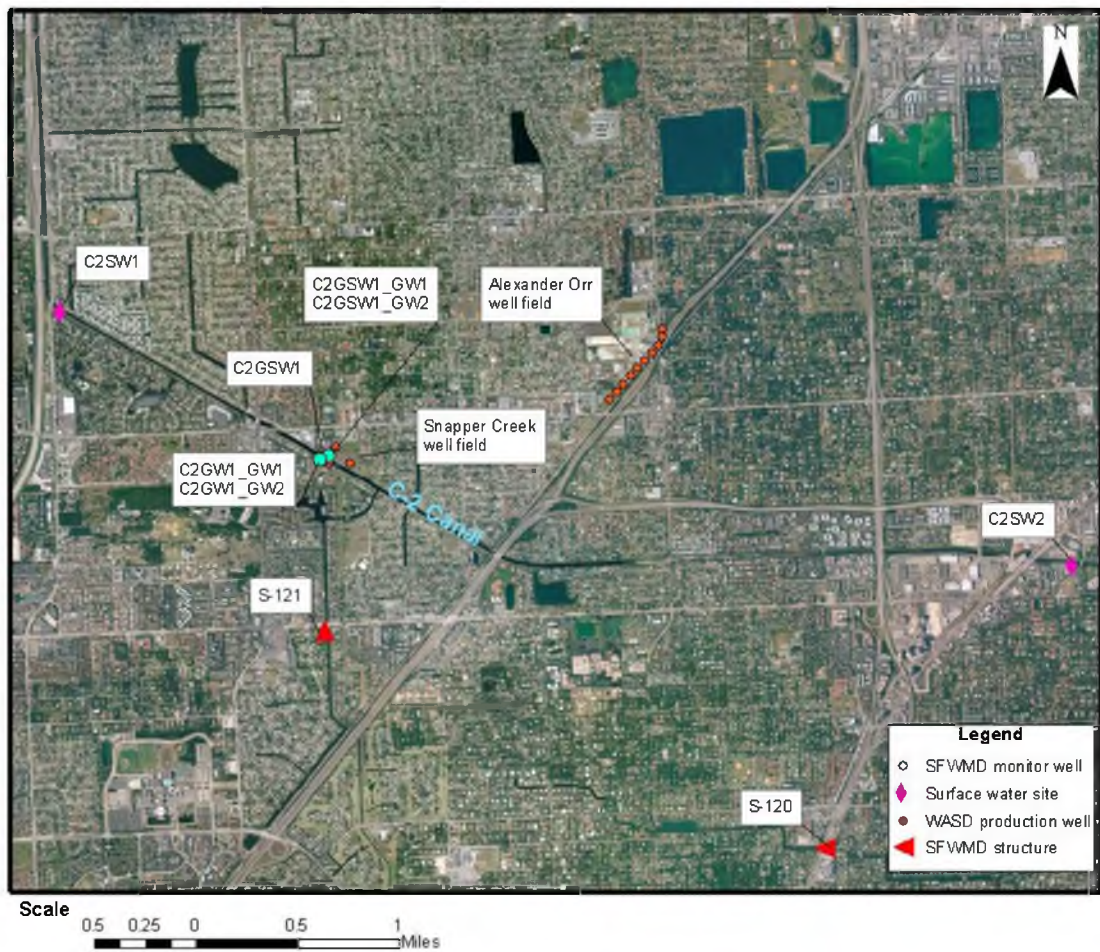 N
C2SW1
C2GSW1_GW1
C2GSW1_GW2
Alexander Orr
well field
C2GSW1
Snapper Creek
well field
C2GW1_GW1
C2GW1_GW2
C-2 Canal
C2SW2
S-121
S-120
Legend
SFWMD monitor well
Surface water site
WASD production well
SFWMD structure
Scale
0.5 0.25 0 0.5 1
Miles